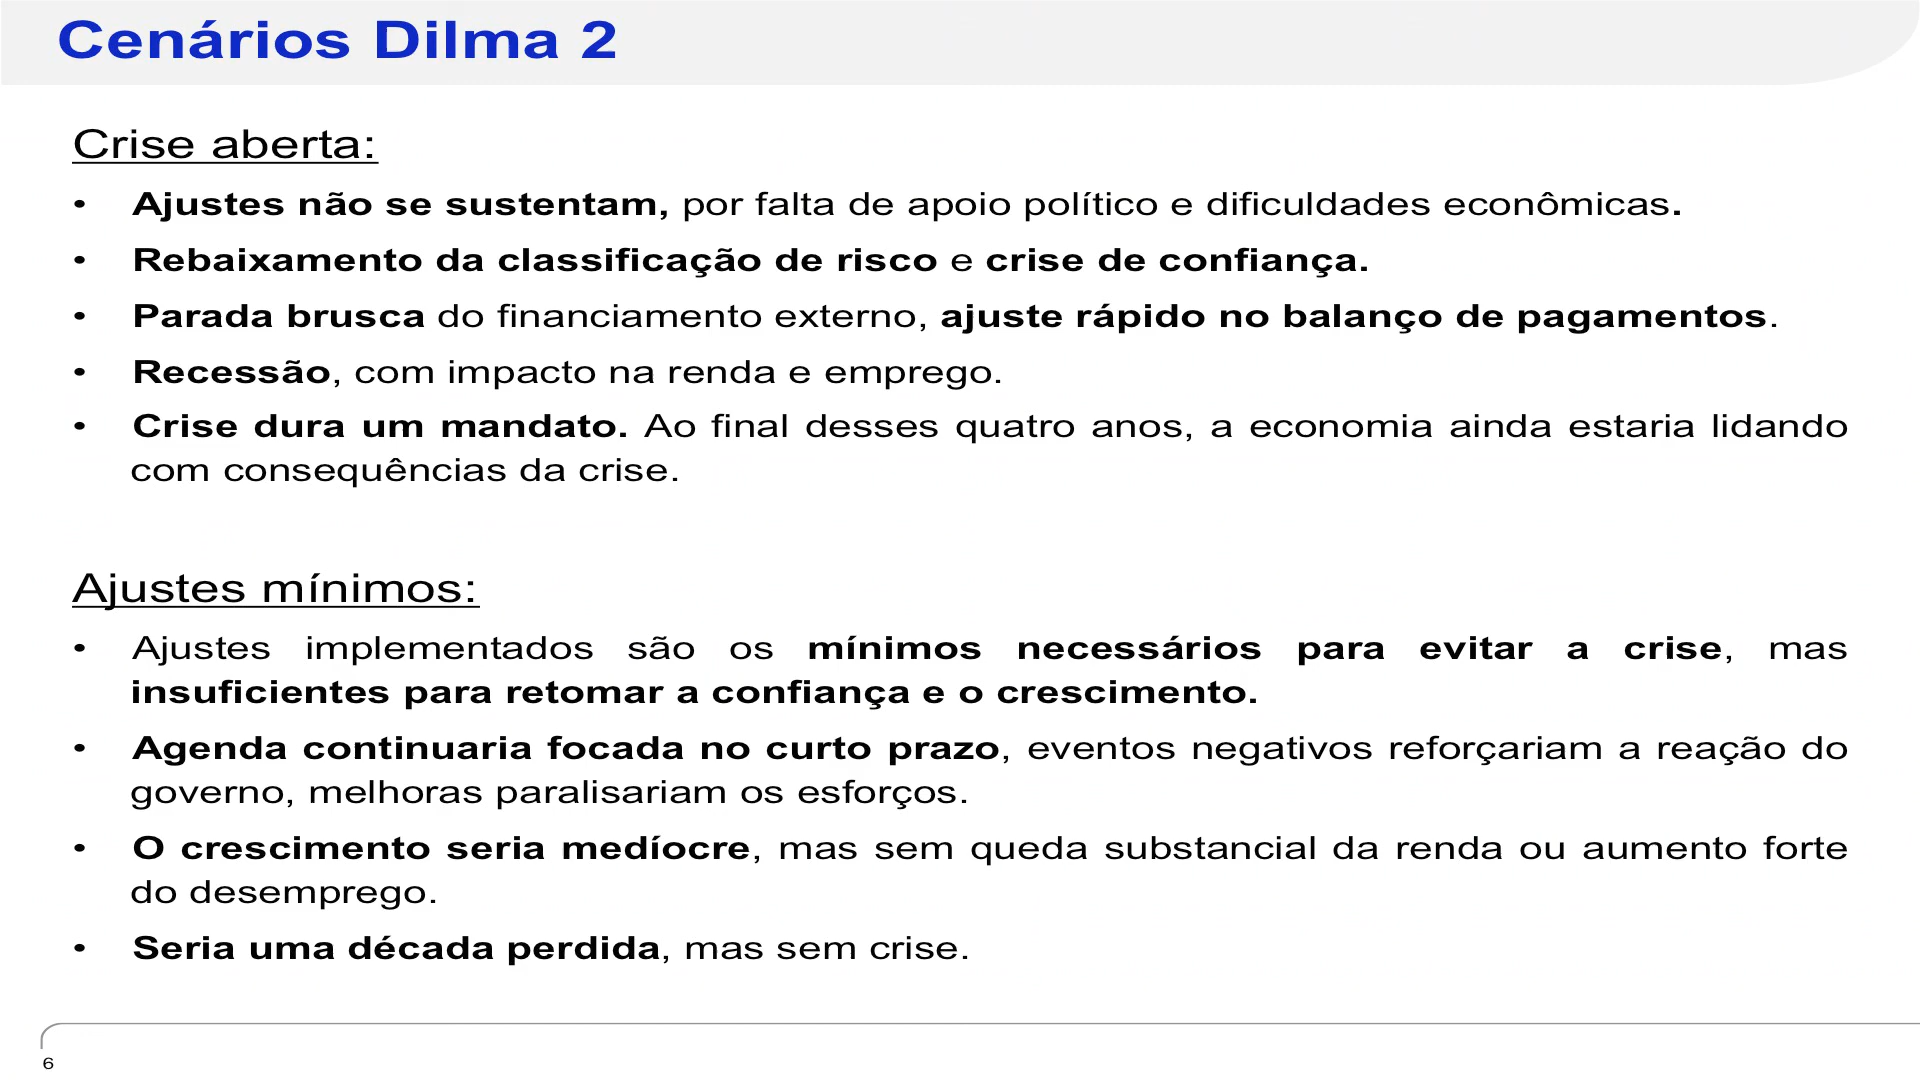 Cenários Dilma 2
Crise aberta:
• Ajustes não se sustentam, por falta de apoio político e dificuldades econômicas.
• Rebaixamento da classificação de risco e crise de confiança.
• Parada brusca do financiamento externo, ajuste rápido no balanço de pagamentos.
• Recessão, com impacto na renda e emprego.
• Crise dura um mandato. Ao final desses quatro anos, a economia ainda estaria lidando
com consequências da crise.
Ajustes mínimos:
• Ajustes implementados são os mínimos necessários para evitar a crise, mas
insuficientes para retomar a confiança e o crescimento.
• Agenda continuaria focada no curto prazo, eventos negativos reforçariam a reação do
governo, melhoras paralisariam os esforços.
• O crescimento seria medíocre, mas sem queda substancial da renda ou aumento forte
do desemprego.
• Seria uma década perdida, mas sem crise.
6